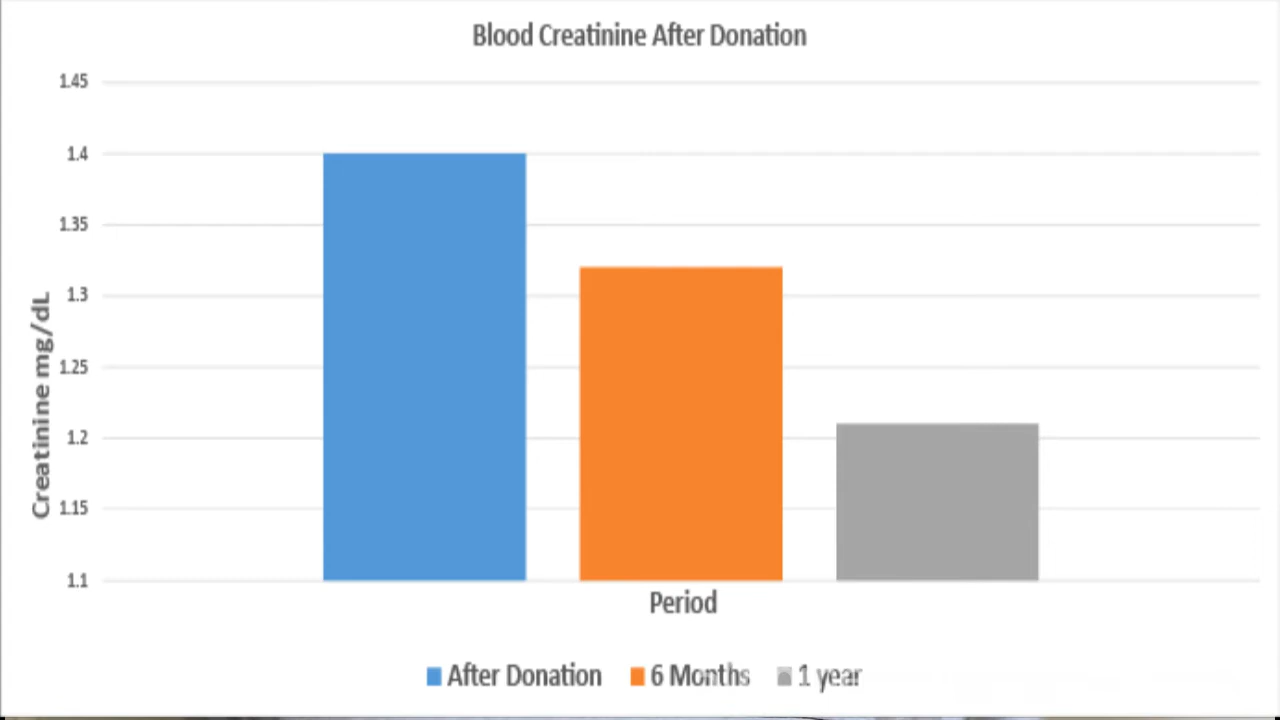 Blood Creatinine After Donation
1.45
1.4
1.35
1.3
1.25
1.2
1.15
1.1
Creatinine mg/dL
Period
After Donation 6 Months 1 year